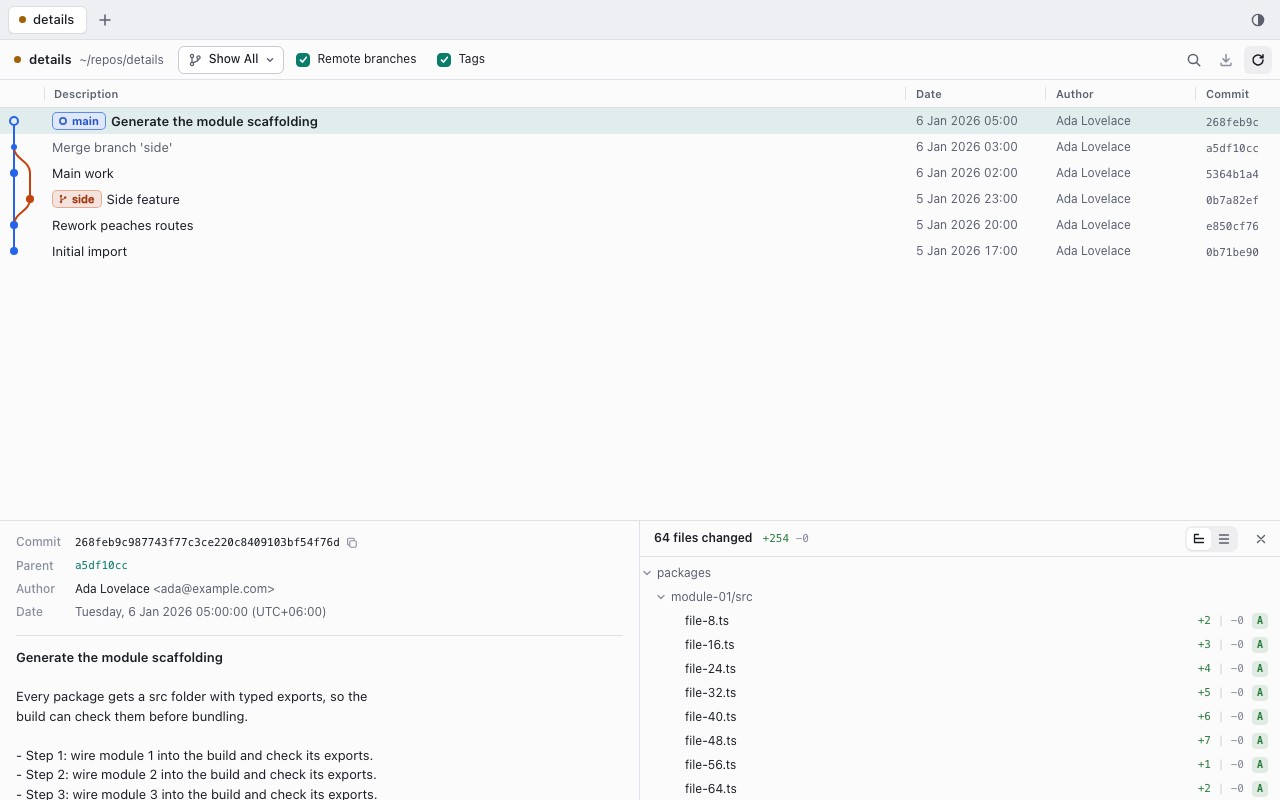 details
details ~/repos/details Show All Remote branches Tags
Description Date Author Commit
main Generate the module scaffolding 6 Jan 2026 05:00 Ada Lovelace 268feb9c
Merge branch 'side' 6 Jan 2026 03:00 Ada Lovelace a5df10cc
Main work 6 Jan 2026 02:00 Ada Lovelace 5364b1a4
side Side feature 5 Jan 2026 23:00 Ada Lovelace 0b7a82ef
Rework peaches routes 5 Jan 2026 20:00 Ada Lovelace e850cf76
Initial import 5 Jan 2026 17:00 Ada Lovelace 0b71be90
Commit 268feb9c987743f77c3ce220c8409103bf54f76d
Parent a5df10cc
Author Ada Lovelace <ada@example.com>
Date Tuesday, 6 Jan 2026 05:00:00 (UTC+06:00)
Generate the module scaffolding
Every package gets a src folder with typed exports, so the
build can check them before bundling.
- Step 1: wire module 1 into the build and check its exports.
- Step 2: wire module 2 into the build and check its exports.
- Step 3: wire module 3 into the build and check its exports.
64 files changed +254 −0
packages
module-01/src
file-8.ts +2 | −0 A
file-16.ts +3 | −0 A
file-24.ts +4 | −0 A
file-32.ts +5 | −0 A
file-40.ts +6 | −0 A
file-48.ts +7 | −0 A
file-56.ts +1 | −0 A
file-64.ts +2 | −0 A